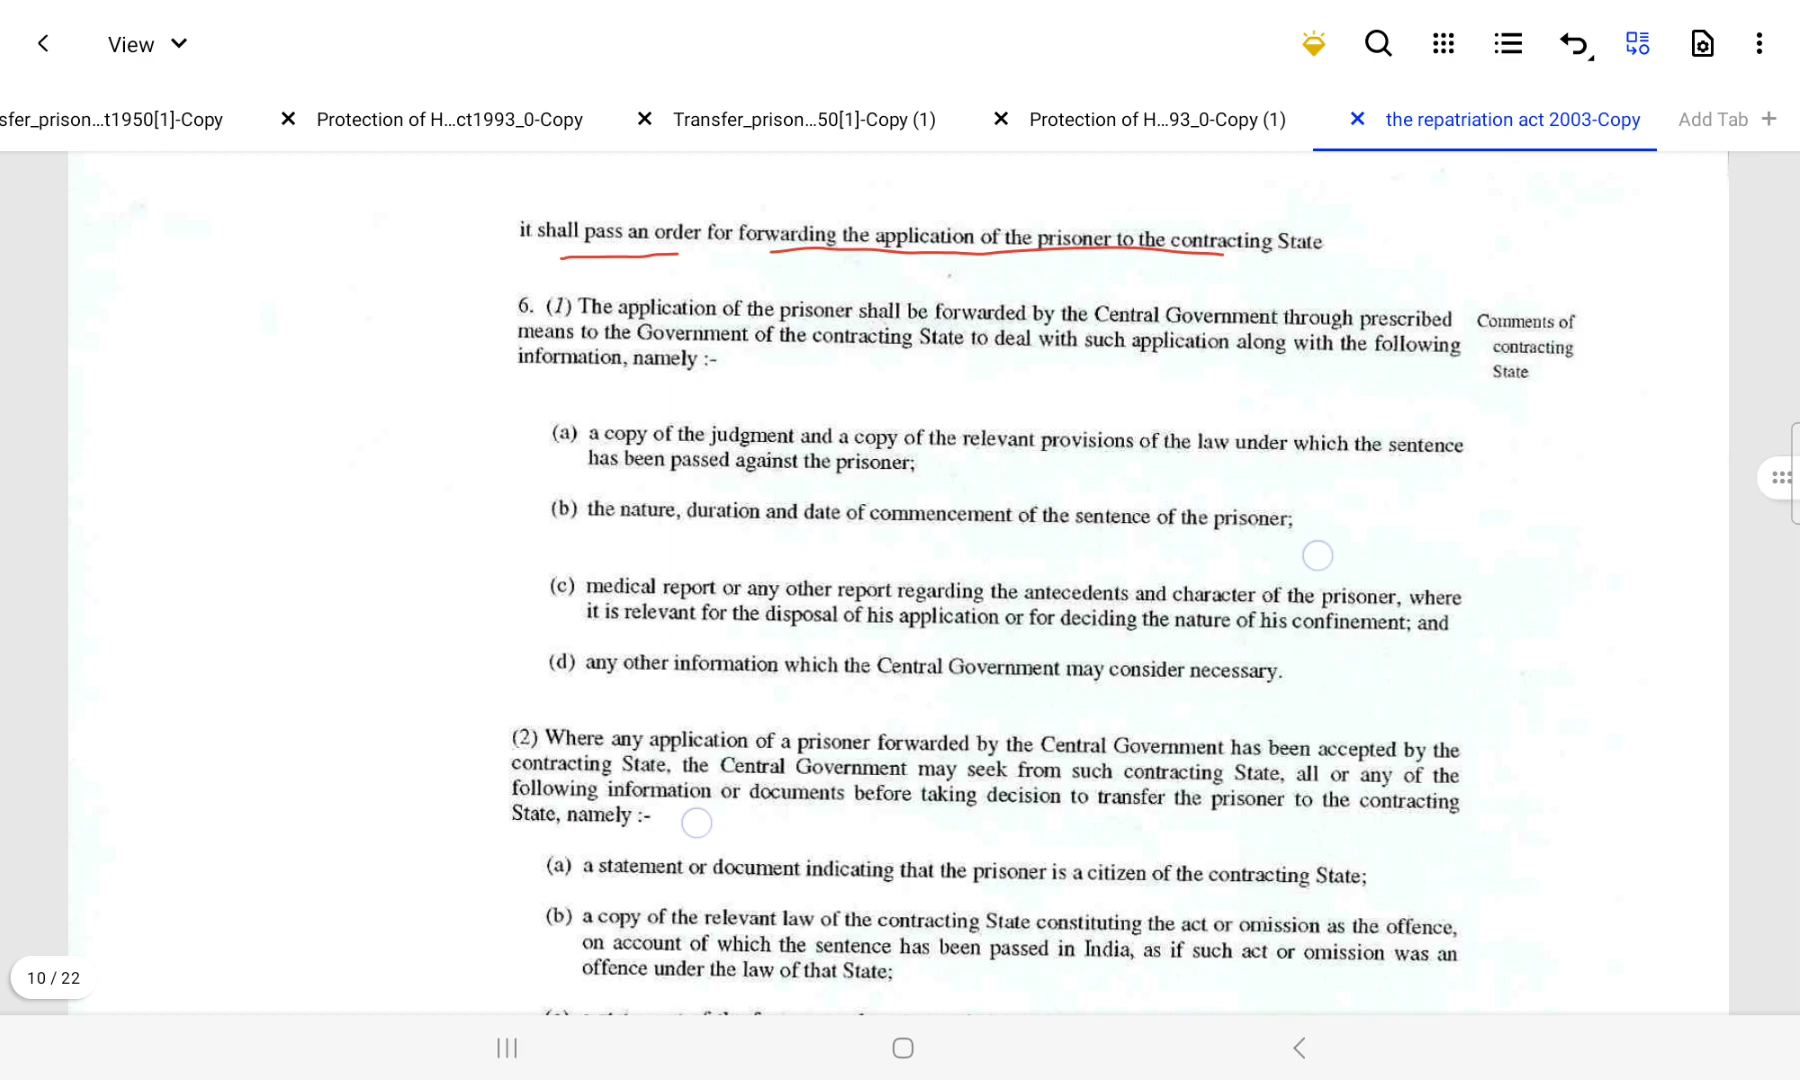 View
sfer_prison...t1950[1]-Copy
Protection of H...ct1993_0-Copy
Transfer_prison...50[1]-Copy (1)
Protection of H...93_0-Copy (1)
the repatriation act 2003-Copy
Add Tab +
it shall pass an order for forwarding the application of the prisoner to the contracting State
6. (1) The application of the prisoner shall be forwarded by the Central Government through prescribed
means to the Government of the contracting State to deal with such application along with the following
information, namely :-
Comments of
contracting
State
(a) a copy of the judgment and a copy of the relevant provisions of the law under which the sentence
has been passed against the prisoner;
(b) the nature, duration and date of commencement of the sentence of the prisoner;
(c) medical report or any other report regarding the antecedents and character of the prisoner, where
it is relevant for the disposal of his application or for deciding the nature of his confinement; and
(d) any other information which the Central Government may consider necessary.
(2) Where any application of a prisoner forwarded by the Central Government has been accepted by the
contracting State, the Central Government may seek from such contracting State, all or any of the
following information or documents before taking decision to transfer the prisoner to the contracting
State, namely :-
(a) a statement or document indicating that the prisoner is a citizen of the contracting State;
(b) a copy of the relevant law of the contracting State constituting the act or omission as the offence,
on account of which the sentence has been passed in India, as if such act or omission was an
offence under the law of that State;
10 / 22